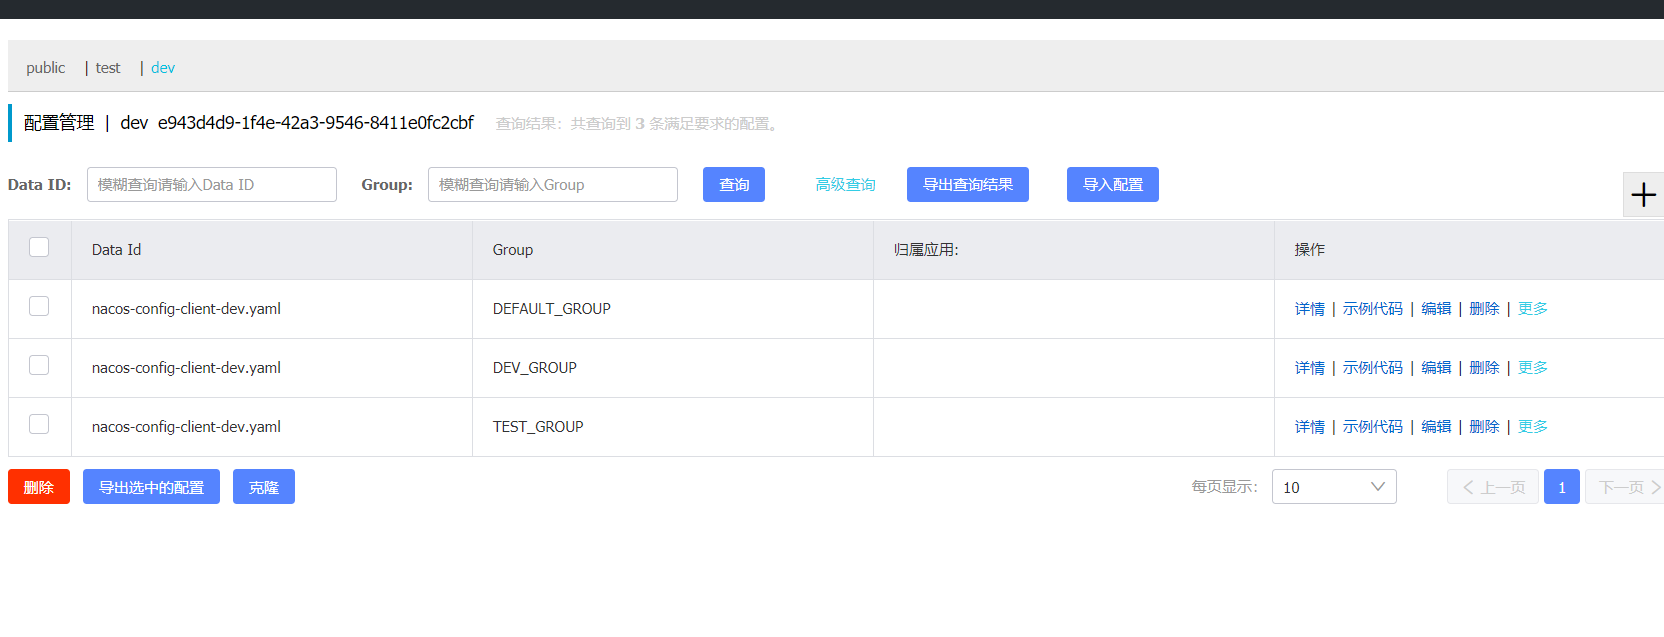 public | test | dev
配置管理 | dev e943d4d9-1f4e-42a3-9546-8411e0fc2cbf 查询结果：共查询到 3 条满足要求的配置。
Data ID: 模糊查询请输入Data ID Group: 模糊查询请输入Group 查询 高级查询 导出查询结果 导入配置
Data Id Group 归属应用: 操作
nacos-config-client-dev.yaml DEFAULT_GROUP 详情 | 示例代码 | 编辑 | 删除 | 更多
nacos-config-client-dev.yaml DEV_GROUP 详情 | 示例代码 | 编辑 | 删除 | 更多
nacos-config-client-dev.yaml TEST_GROUP 详情 | 示例代码 | 编辑 | 删除 | 更多
删除 导出选中的配置 克隆 每页显示: 10 上一页 1 下一页